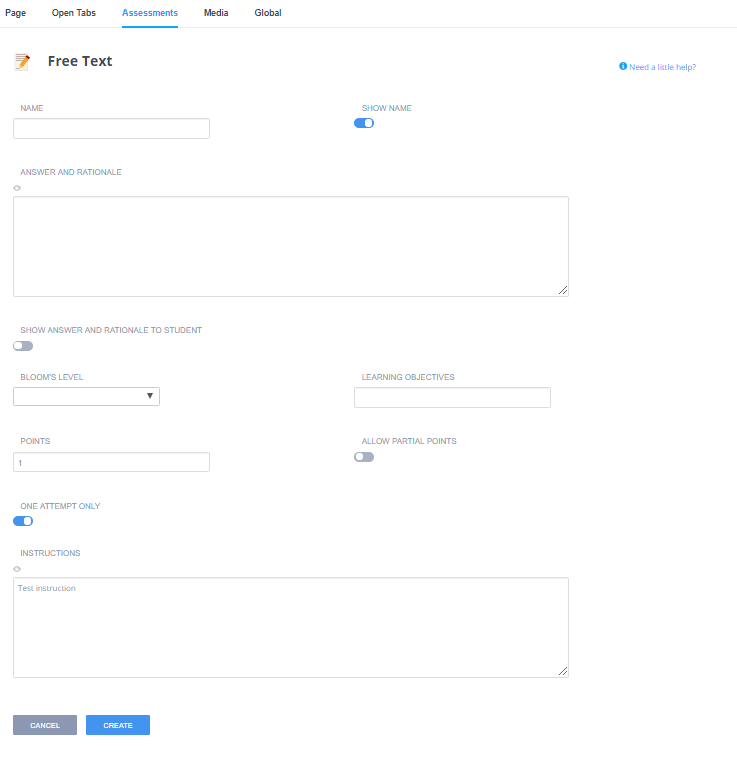 Page Open Tabs Assessments Media Global
Free Text
Need a little help?
NAME SHOW NAME
ANSWER AND RATIONALE
SHOW ANSWER AND RATIONALE TO STUDENT
BLOOM'S LEVEL LEARNING OBJECTIVES
POINTS ALLOW PARTIAL POINTS
1
ONE ATTEMPT ONLY
INSTRUCTIONS
Test instruction
CANCEL CREATE